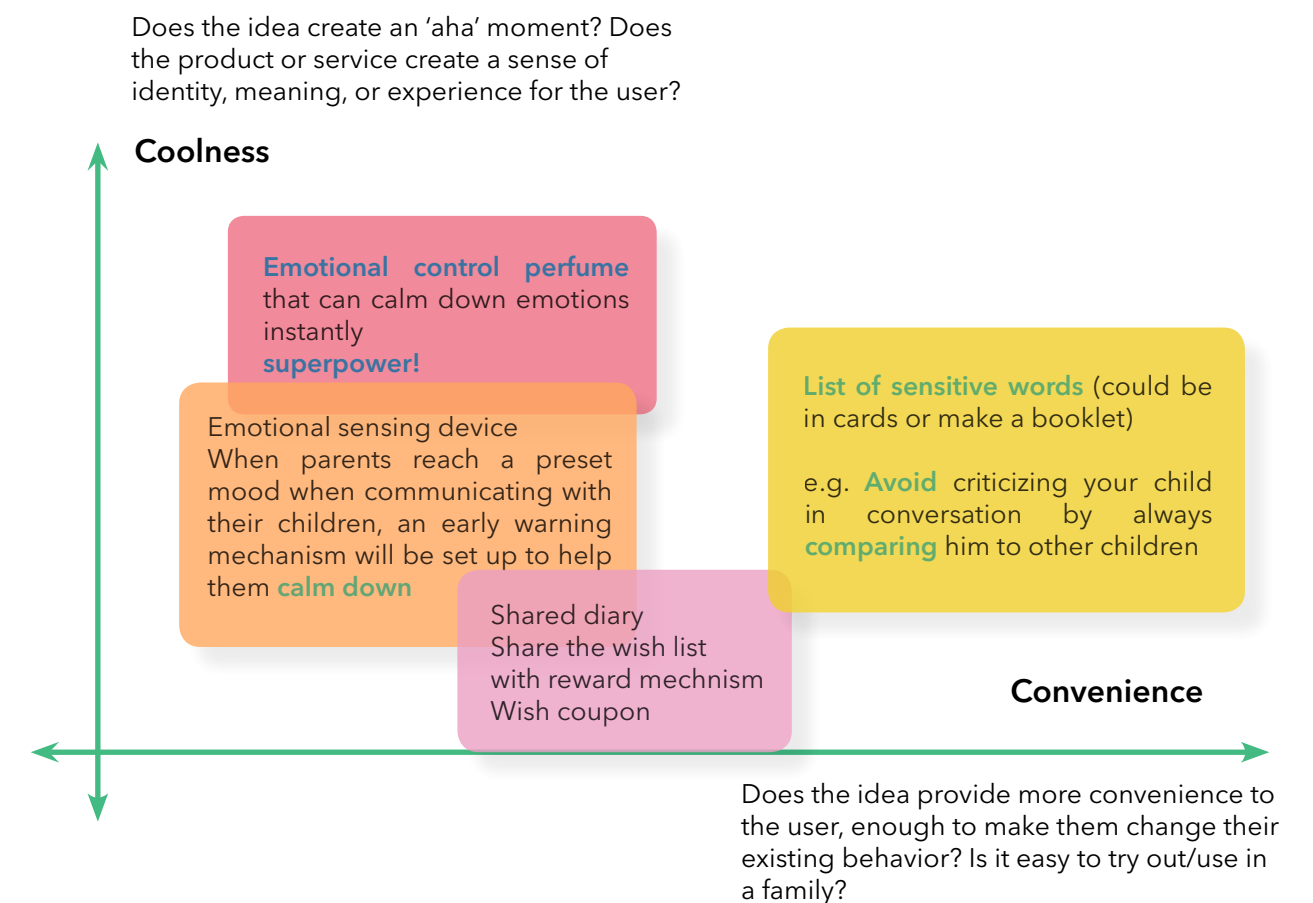 Does the idea create an ‘aha’ moment? Does
the product or service create a sense of
identity, meaning, or experience for the user?
Coolness
Emotional control perfume
that can calm down emotions
instantly
superpower!
Emotional sensing device
When parents reach a preset
mood when communicating with
their children, an early warning
mechanism will be set up to help
them calm down
List of sensitive words (could be
in cards or make a booklet)
e.g. Avoid criticizing your child
in conversation by always
comparing him to other children
Shared diary
Share the wish list
with reward mechnism
Wish coupon
Convenience
Does the idea provide more convenience to
the user, enough to make them change their
existing behavior? Is it easy to try out/use in
a family?